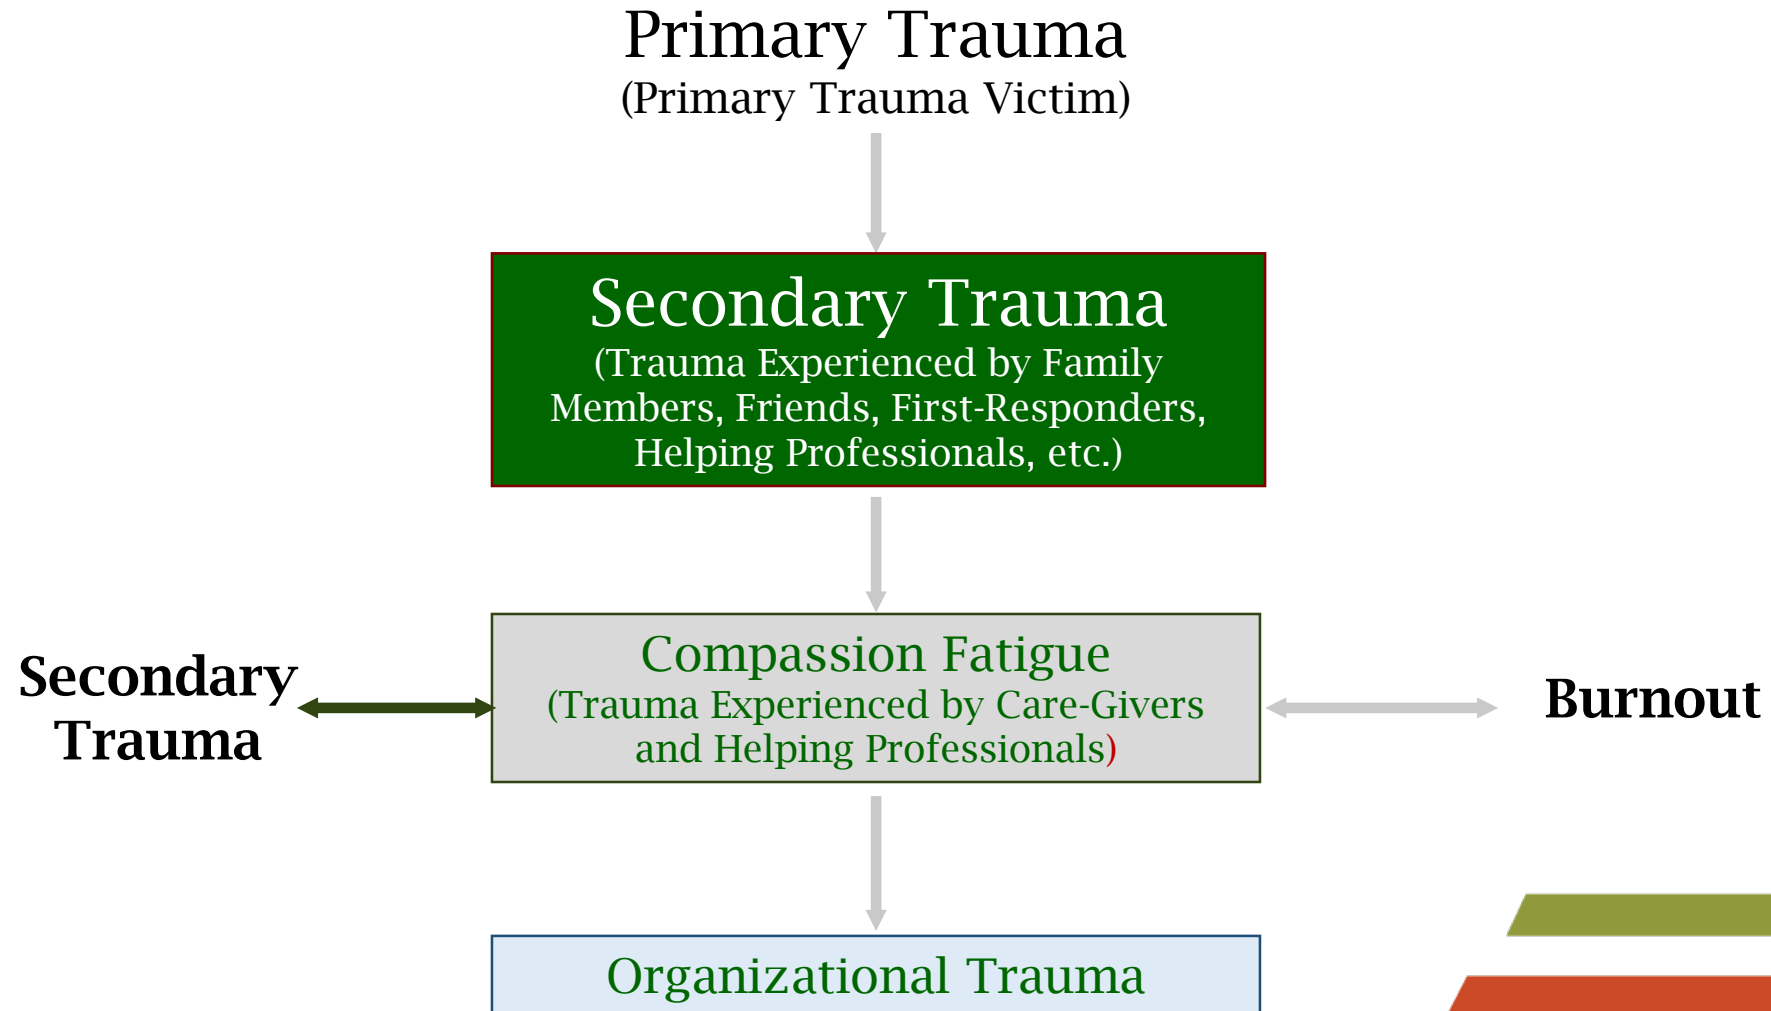 Primary Trauma
(Primary Trauma Victim)
Secondary Trauma
(Trauma Experienced by Family
Members, Friends, First-Responders,
Helping Professionals, etc.)
Compassion Fatigue
(Trauma Experienced by Care-Givers
and Helping Professionals)
Secondary
Trauma
Burnout
Organizational Trauma